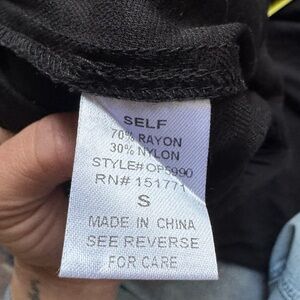 SELF
70% RAYON
30% NYLON
STYLE# OP5990
RN# 151771
S
MADE IN CHINA
SEE REVERSE
FOR CARE